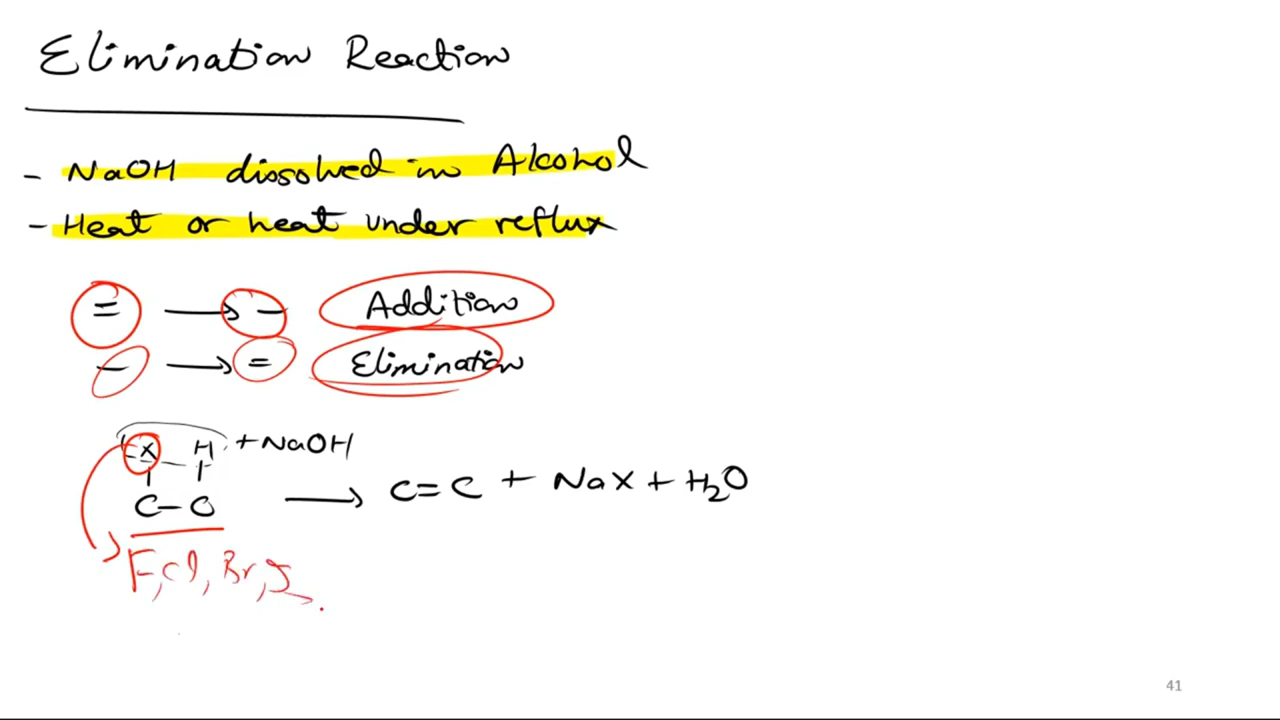 Elimination Reaction
- NaOH dissolved in Alcohol
- Heat or heat under reflux
= → - Addition
- → = Elimination
X H + NaOH
C-O → C=C + NaX + H₂O
F, Cl, Br, I
41